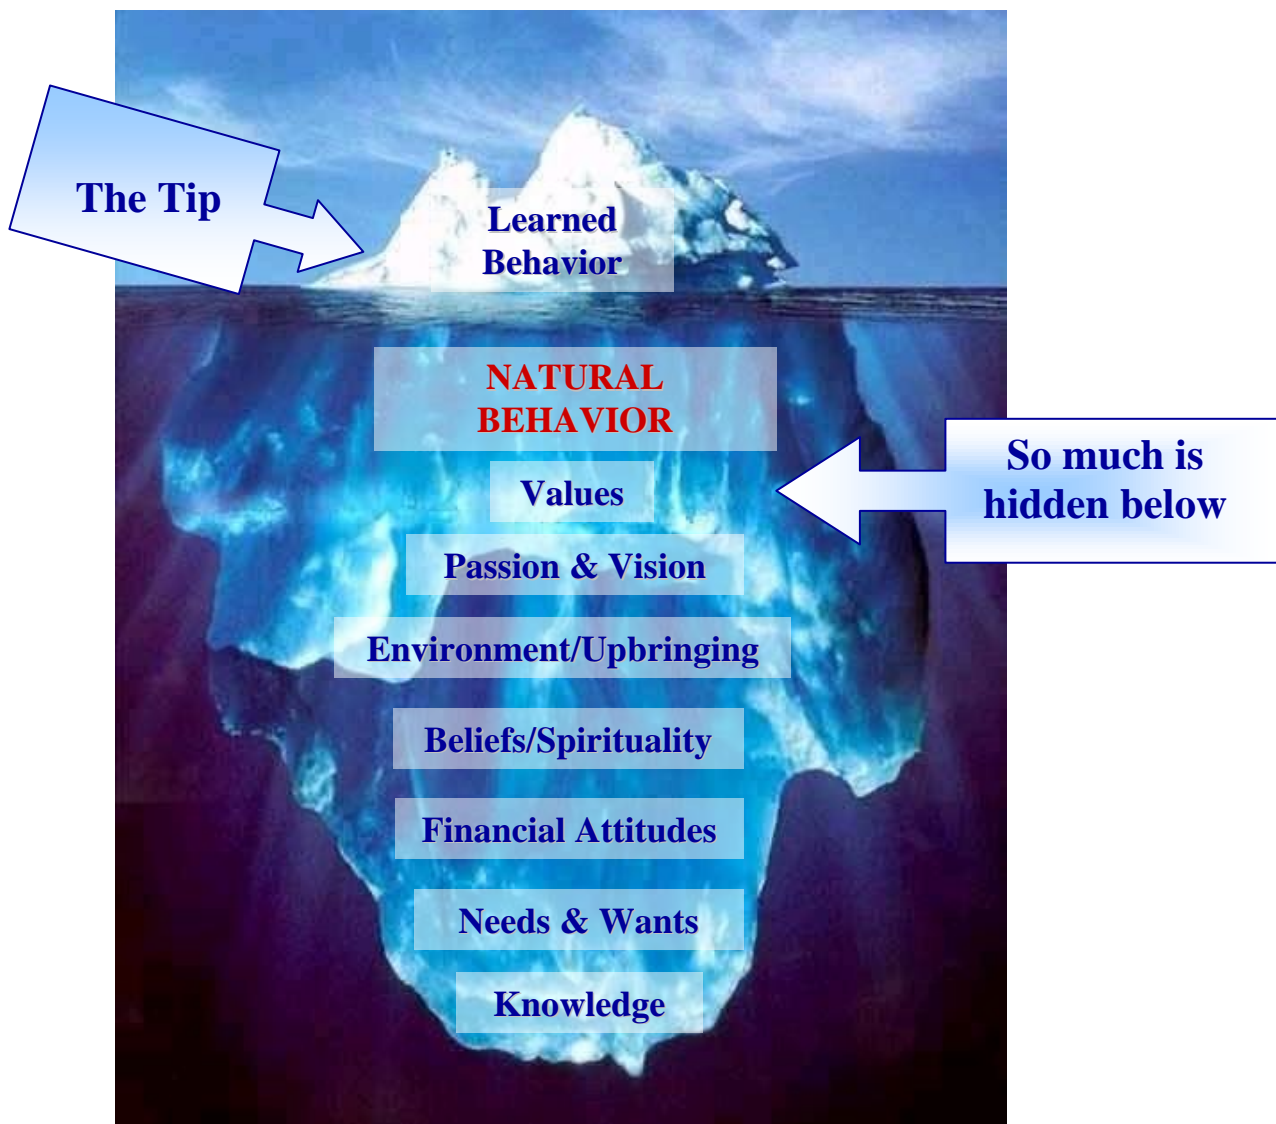 The Tip
Learned
Behavior
NATURAL
BEHAVIOR
Values
So much is
hidden below
Passion & Vision
Environment/Upbringing
Beliefs/Spirituality
Financial Attitudes
Needs & Wants
Knowledge